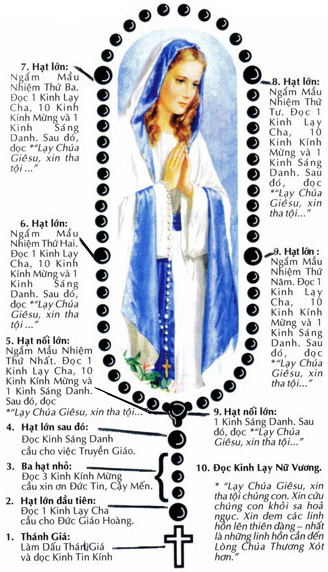 7. Hạt lớn:
Ngẩm Mầu
Nhiệm Thứ Ba.
Đọc 1 Kinh Lạy
Cha, 10 Kinh
Kính Mừng và 1
Kinh Sáng
Danh. Sau đó,
đọc *"Lạy Chúa
Giêsu, xin tha
tội ..."
8. Hạt lớn:
Ngẩm Mầu
Nhiệm Thứ
Tư. Đọc 1
Kinh Lạy
Cha, 10
Kinh Kính
Mừng và 1
Kinh Sáng
Danh. Sau
đó, đọc
*"Lạy Chúa
Giêsu, xin
tha tội..."
6. Hạt lớn:
Ngẩm Mầu
Nhiệm Thứ Hai.
Đọc 1 Kinh Lạy
Cha, 10 Kinh
Kính Mừng và 1
Kinh Sáng
Danh. Sau đó,
đọc *"Lạy Chúa
Giêsu, xin tha
tội ..."
9. Hạt lớn :
Ngẩm Mầu
Nhiệm Thứ
Năm. Đọc 1
Kinh Lạy
Cha, 10
Kinh Kính
Mừng và 1
Kinh Sáng
Danh. Sau
đó, đọc
*"Lạy Chúa
Giêsu, xin
tha tội..."
5. Hạt nối lớn:
Ngẩm Mầu Nhiệm
Thứ Nhất. Đọc 1
Kinh Lạy Cha, 10
Kinh Kính Mừng và
1 Kinh Sáng Danh.
Sau đó, đọc
*"Lạy Chúa Giêsu, xin tha tội...
9. Hạt nối lớn:
1 Kinh Sáng Danh. Sau
đó, đọc *"Lạy Chúa
Giêsu, xin tha tội..."
4. Hạt lớn sau đó:
Đọc Kinh Sáng Danh
cầu cho việc Truyền Giáo.
3. Ba hạt nhỏ:
Đọc 3 Kinh Kính Mừng
cầu xin ơn Đức Tin, Cậy Mến.
2. Hạt lớn đầu tiên:
Đọc 1 Kinh Lạy Cha
cầu cho Đức Giáo Hoàng.
1. Thánh Giá:
Làm Dấu Thánh Giá
và đọc Kinh Tin Kính
10. Đọc Kinh Lạy Nữ Vương.
* "Lạy Chúa Giêsu, xin
tha tội chúng con. Xin cứu
chúng con khỏi sa hoả
ngục. Xin đem các linh
hồn lên thiên đàng – nhất
là những linh hồn cần đến
Lòng Chúa Thương Xót
hơn."